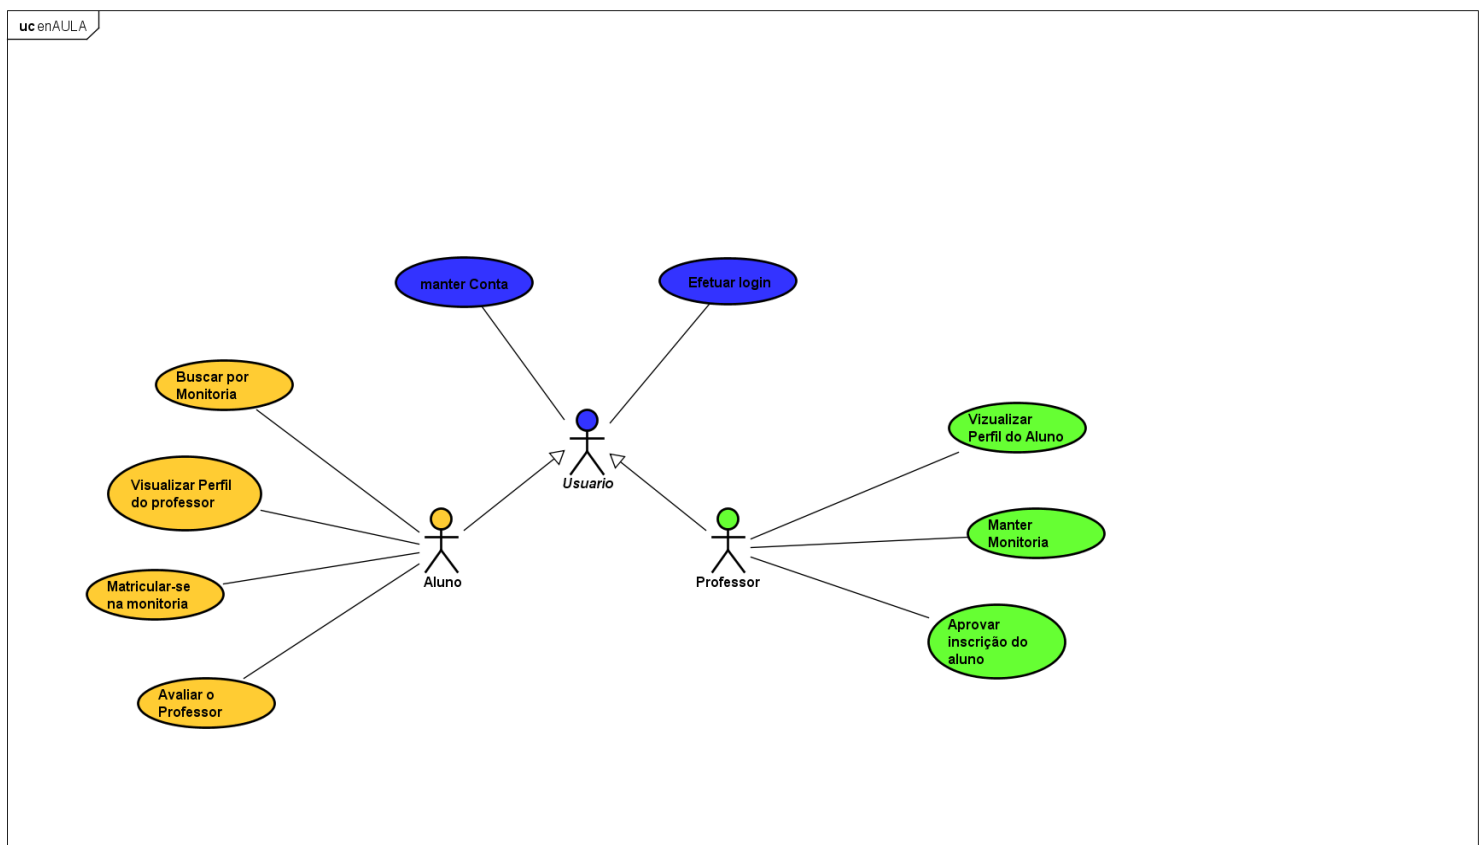 uc enAULA
manter Conta
Efetuar login
Buscar por
Monitoria
Vizualizar
Perfil do Aluno
Visualizar Perfil
do professor
Usuario
Manter
Monitoria
Aluno
Professor
Matricular-se
na monitoria
Aprovar
inscrição do
aluno
Avaliar o
Professor